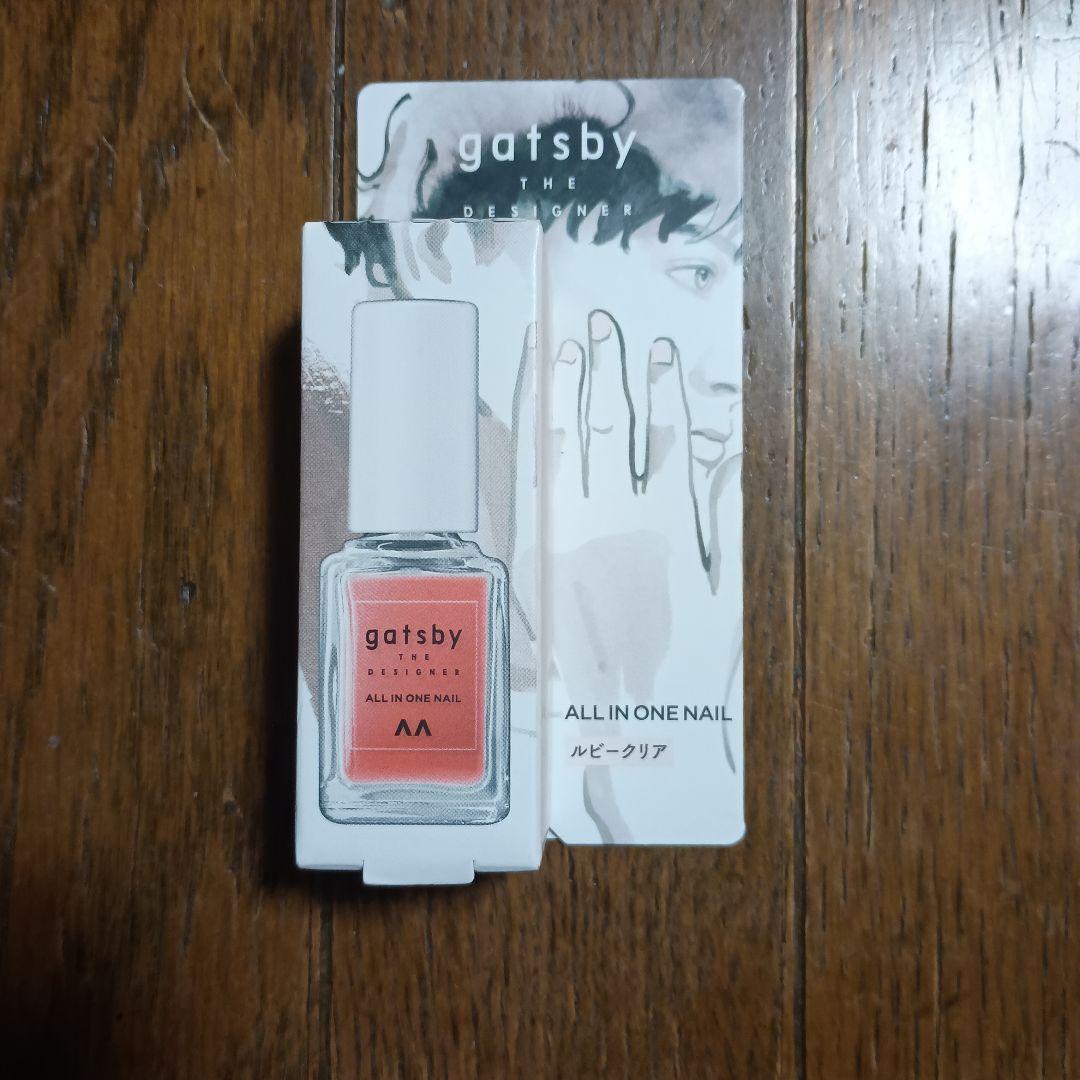 gatsby
THE
DESIGNER
gatsby
THE
DESIGNER
ALL IN ONE NAIL
ALL IN ONE NAIL
ルビークリア